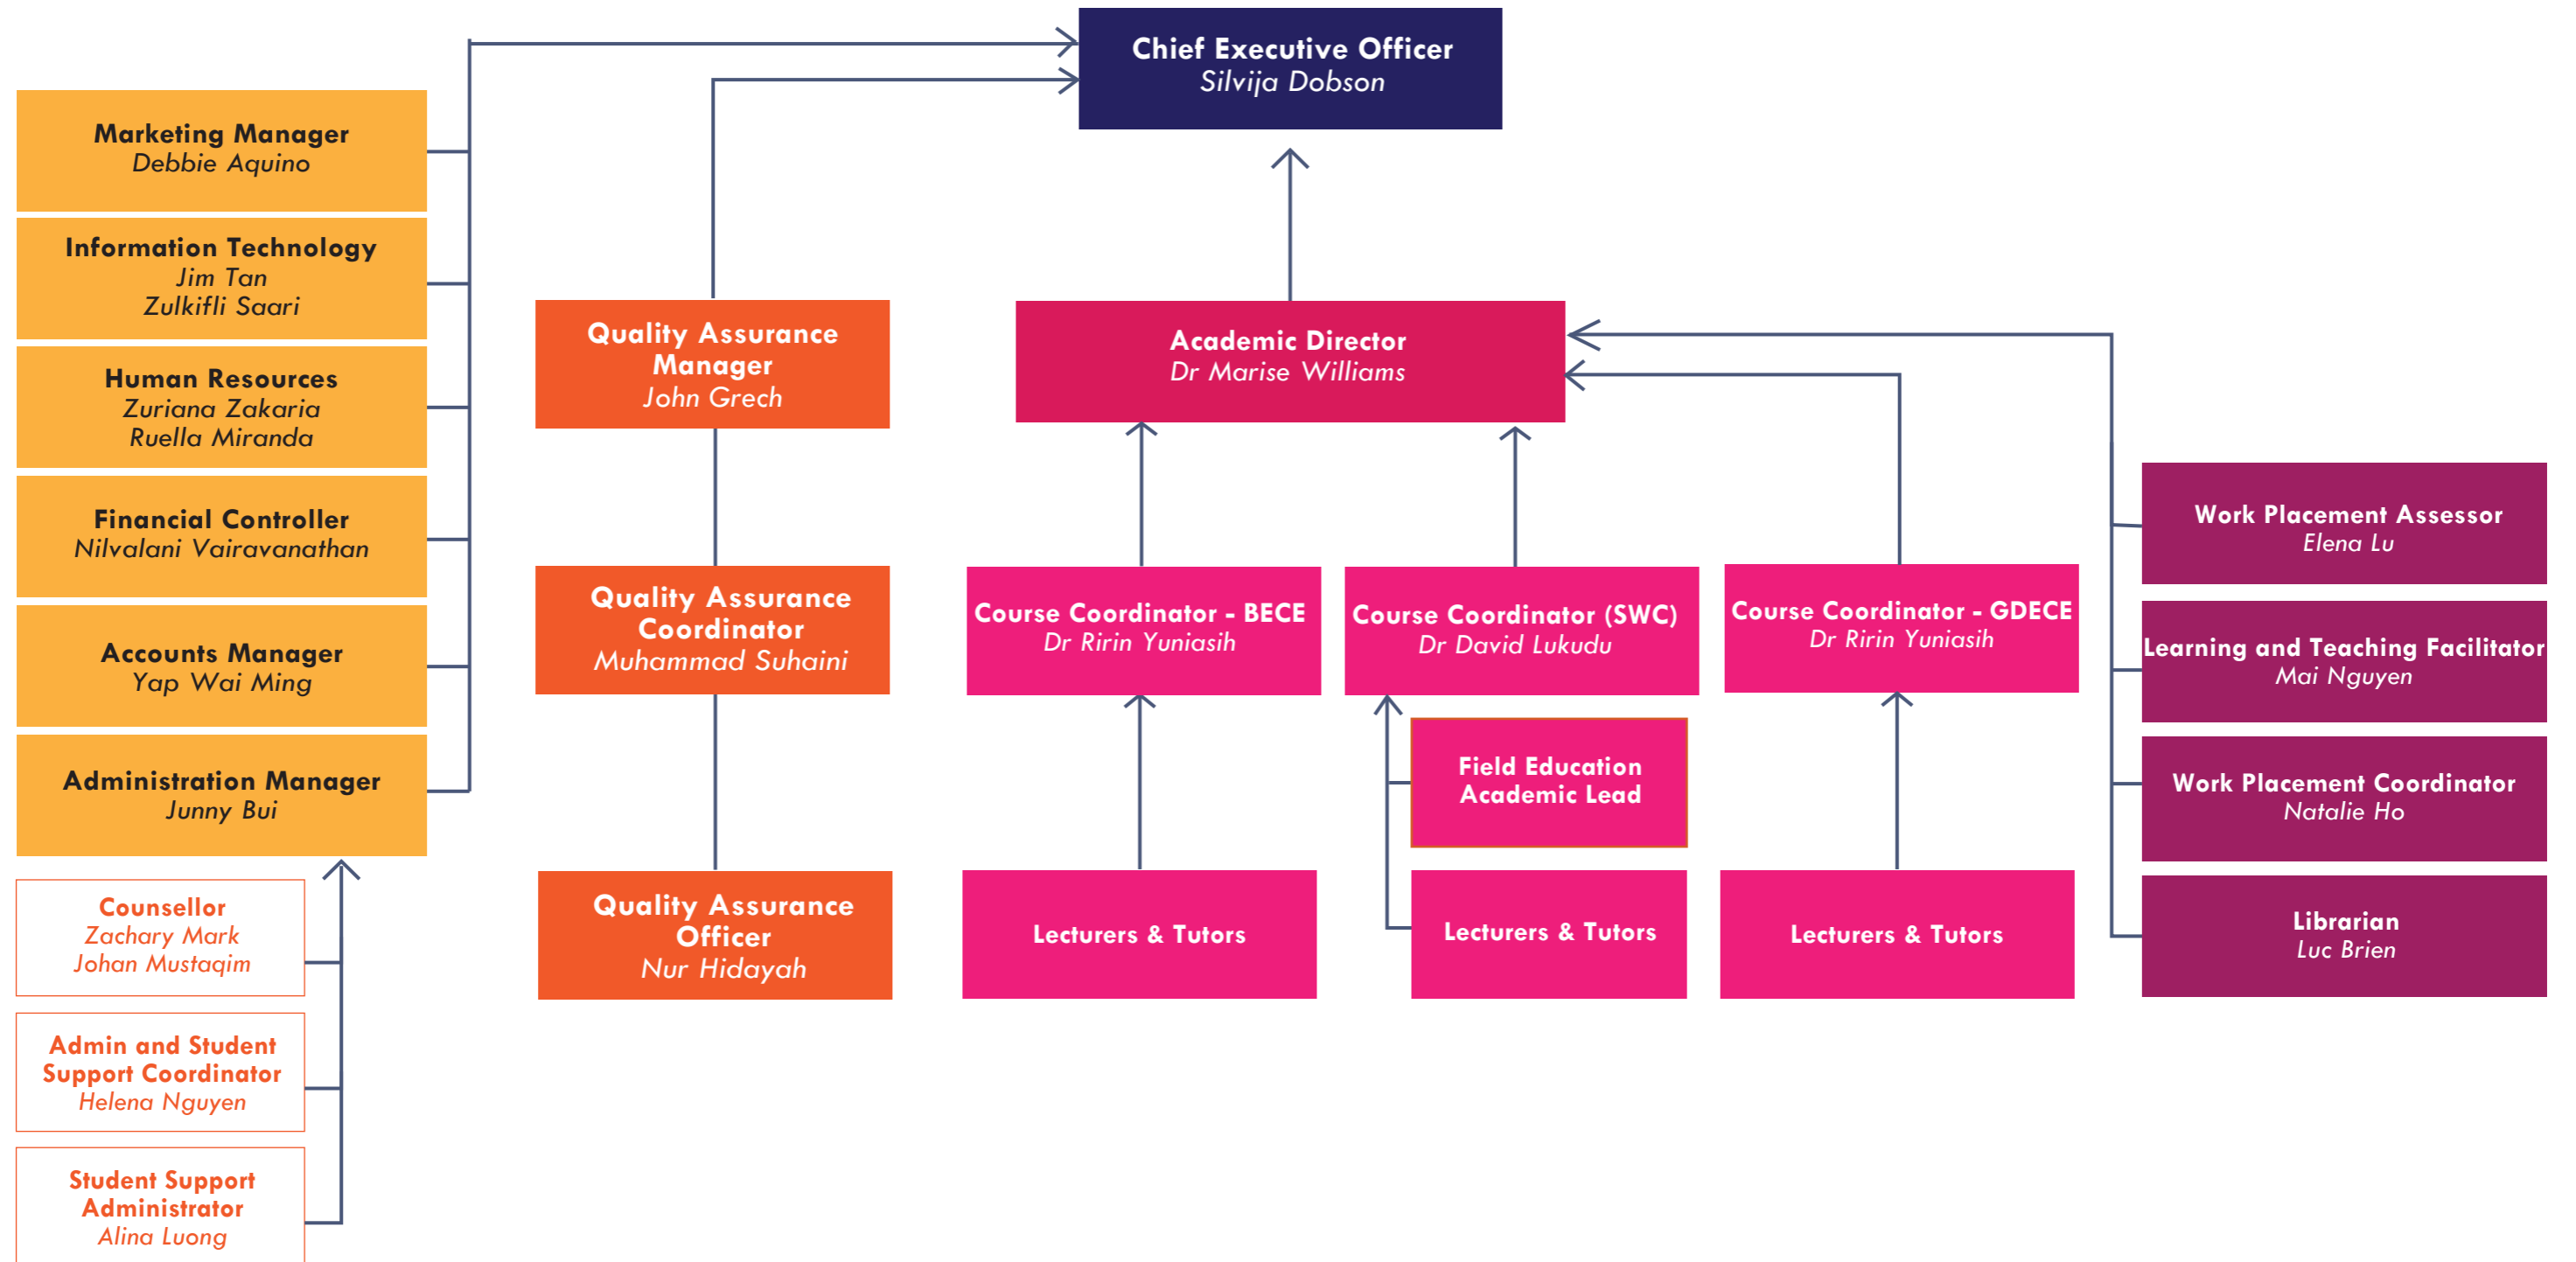 Chief Executive Officer
Silvija Dobson
Marketing Manager
Debbie Aquino
Information Technology
Jim Tan
Zulkifli Saari
Human Resources
Zuriana Zakaria
Ruella Miranda
Financial Controller
Nilvalani Vairavanathan
Accounts Manager
Yap Wai Ming
Administration Manager
Junny Bui
Counsellor
Zachary Mark
Johan Mustaqim
Admin and Student
Support Coordinator
Helena Nguyen
Student Support
Administrator
Alina Luong
Quality Assurance
Manager
John Grech
Quality Assurance
Coordinator
Muhammad Suhaini
Quality Assurance
Officer
Nur Hidayah
Academic Director
Dr Marise Williams
Course Coordinator - BECE
Dr Ririn Yuniasih
Lecturers & Tutors
Course Coordinator (SWC)
Dr David Lukudu
Field Education
Academic Lead
Lecturers & Tutors
Course Coordinator - GDECE
Dr Ririn Yuniasih
Lecturers & Tutors
Work Placement Assessor
Elena Lu
Learning and Teaching Facilitator
Mai Nguyen
Work Placement Coordinator
Natalie Ho
Librarian
Luc Brien